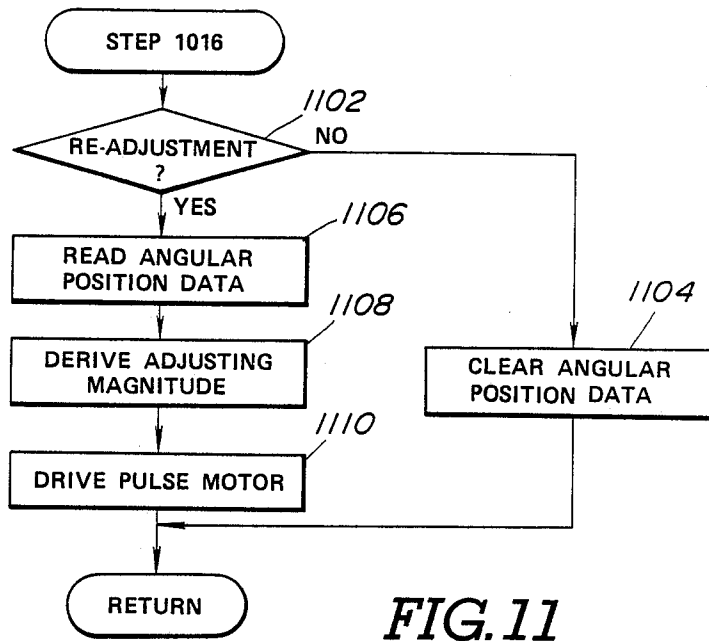 STEP 1016
1102
RE-ADJUSTMENT
?
NO
YES
1106
READ ANGULAR
POSITION DATA
1108
DERIVE ADJUSTING
MAGNITUDE
1104
CLEAR ANGULAR
POSITION DATA
1110
DRIVE PULSE MOTOR
RETURN
FIG.11